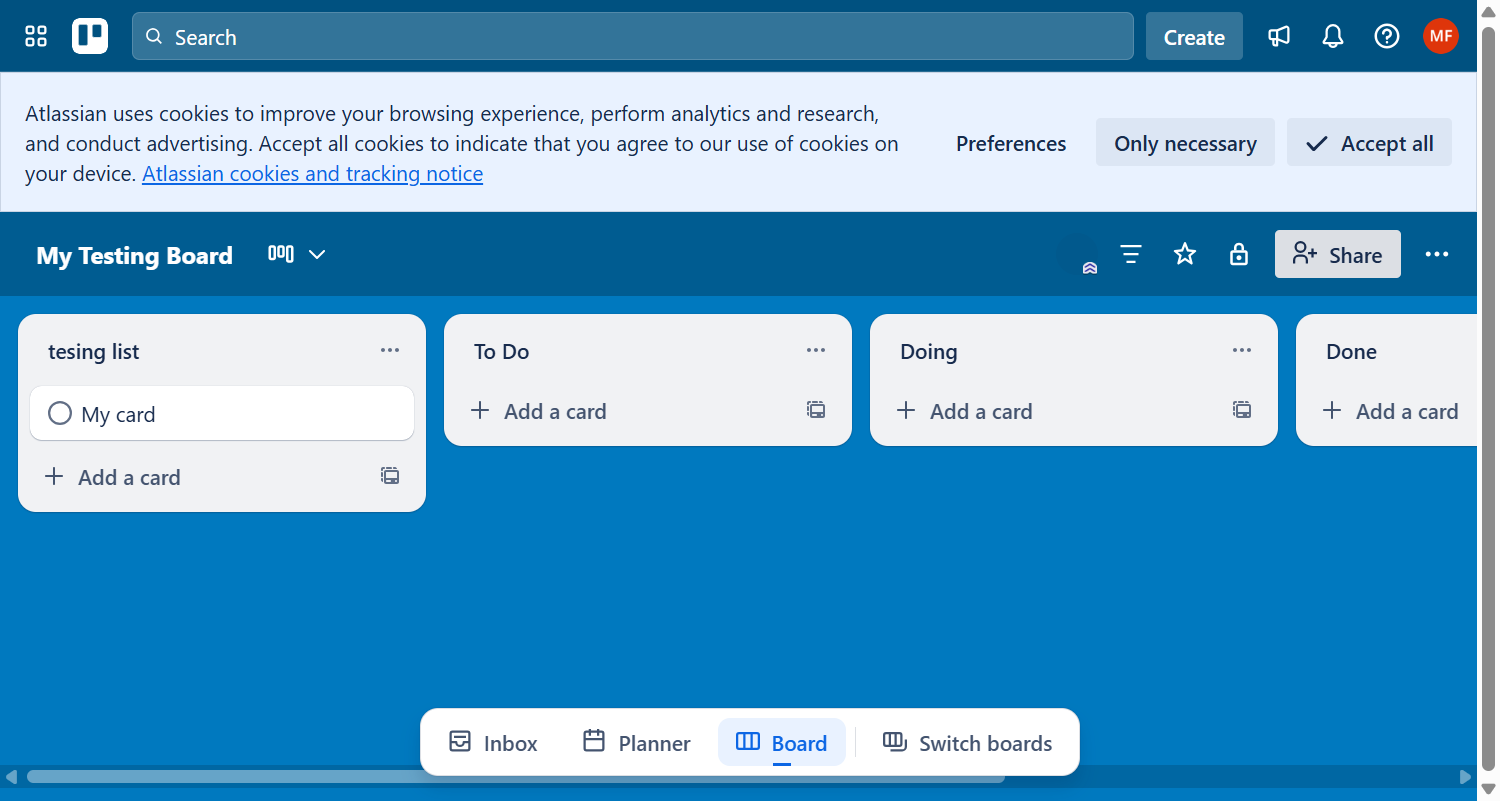 Search
Create
MF
Atlassian uses cookies to improve your browsing experience, perform analytics and research,
and conduct advertising. Accept all cookies to indicate that you agree to our use of cookies on
your device. Atlassian cookies and tracking notice
Preferences
Only necessary
Accept all
My Testing Board
Share
tesing list
My card
Add a card
To Do
Add a card
Doing
Add a card
Done
Add a card
Inbox
Planner
Board
Switch boards